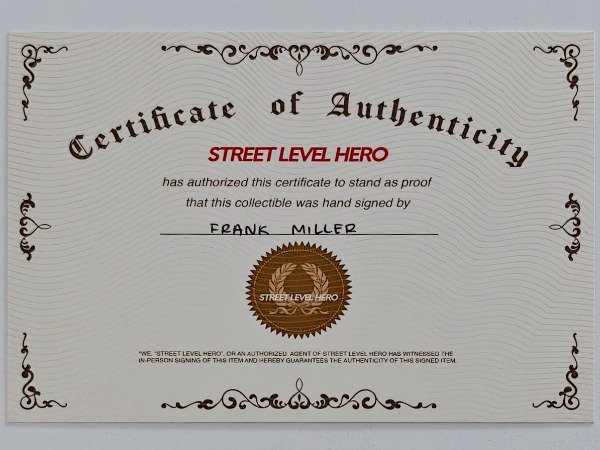 Certificate of Authenticity
STREET LEVEL HERO
has authorized this certificate to stand as proof
that this collectible was hand signed by
FRANK MILLER
STREET LEVEL HERO
"WE, "STREET LEVEL HERO", OR AN AUTHORIZED AGENT OF STREET LEVEL HERO HAS WITNESSED THE
IN-PERSON SIGNING OF THIS ITEM AND HEREBY GUARANTEES THE AUTHENTICITY OF THIS SIGNED ITEM.